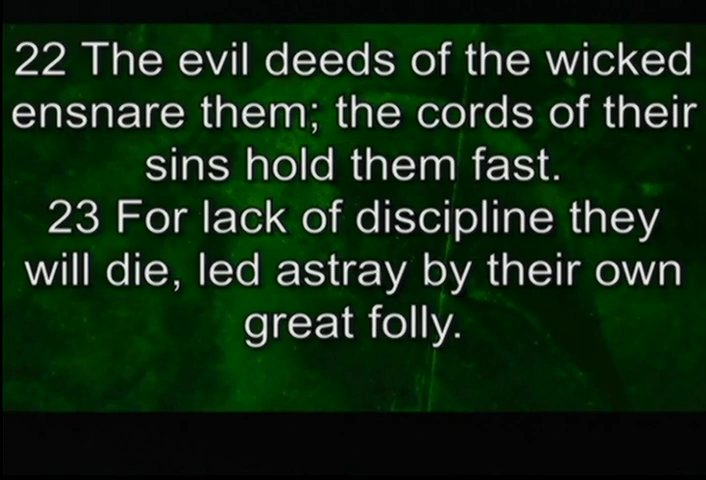 22 The evil deeds of the wicked
ensnare them; the cords of their
sins hold them fast.
23 For lack of discipline they
will die, led astray by their own
great folly.